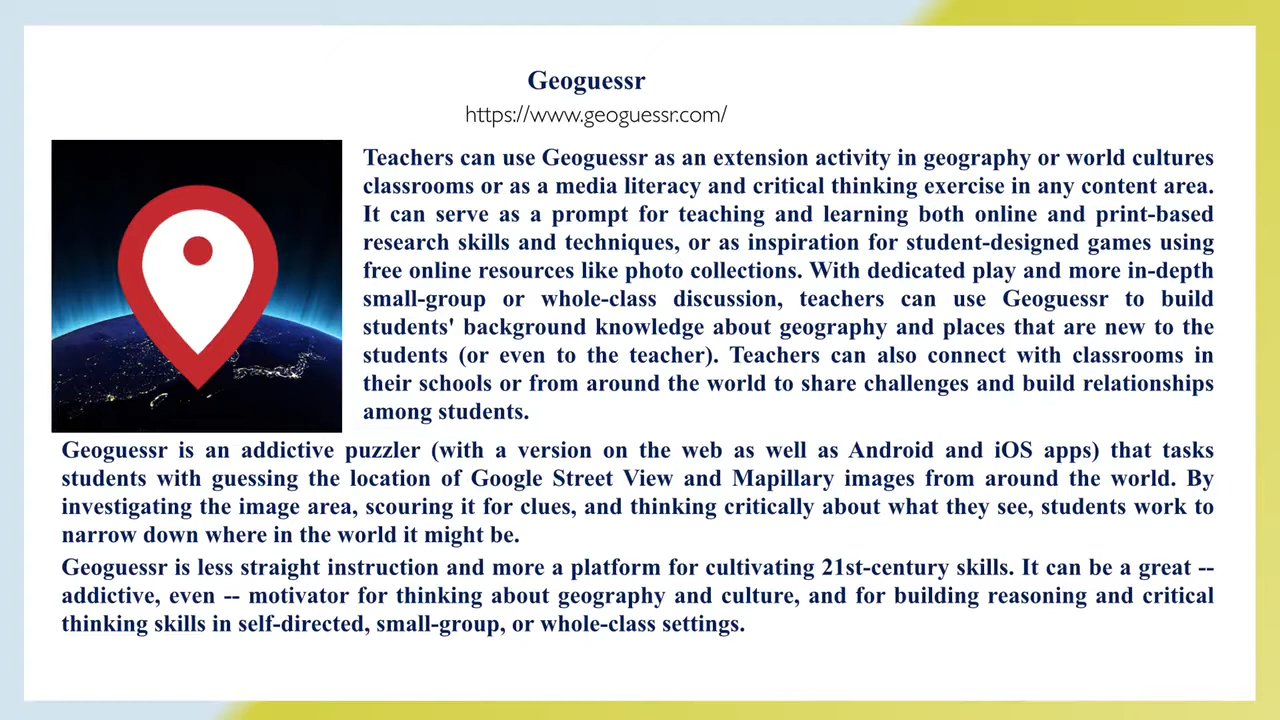 Geoguessr
https://www.geoguessr.com/
Teachers can use Geoguessr as an extension activity in geography or world cultures
classrooms or as a media literacy and critical thinking exercise in any content area.
It can serve as a prompt for teaching and learning both online and print-based
research skills and techniques, or as inspiration for student-designed games using
free online resources like photo collections. With dedicated play and more in-depth
small-group or whole-class discussion, teachers can use Geoguessr to build
students' background knowledge about geography and places that are new to the
students (or even to the teacher). Teachers can also connect with classrooms in
their schools or from around the world to share challenges and build relationships
among students.
Geoguessr is an addictive puzzler (with a version on the web as well as Android and iOS apps) that tasks
students with guessing the location of Google Street View and Mapillary images from around the world. By
investigating the image area, scouring it for clues, and thinking critically about what they see, students work to
narrow down where in the world it might be.
Geoguessr is less straight instruction and more a platform for cultivating 21st-century skills. It can be a great --
addictive, even -- motivator for thinking about geography and culture, and for building reasoning and critical
thinking skills in self-directed, small-group, or whole-class settings.